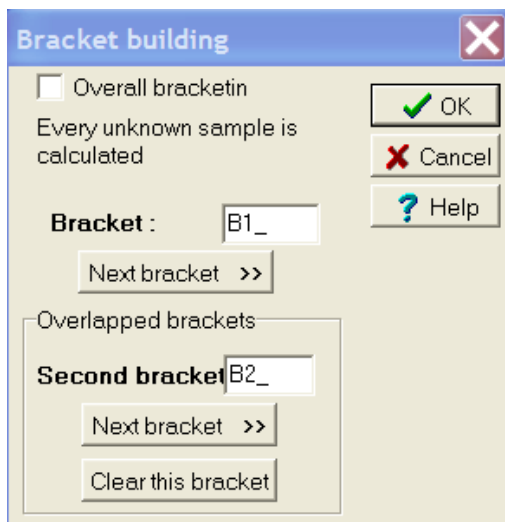 Bracket building
Overall bracketin
OK
Every unknown sample is
calculated
Cancel
Help
Bracket :
B1_
Next bracket >>
Overlapped brackets
Second bracket
B2_
Next bracket >>
Clear this bracket